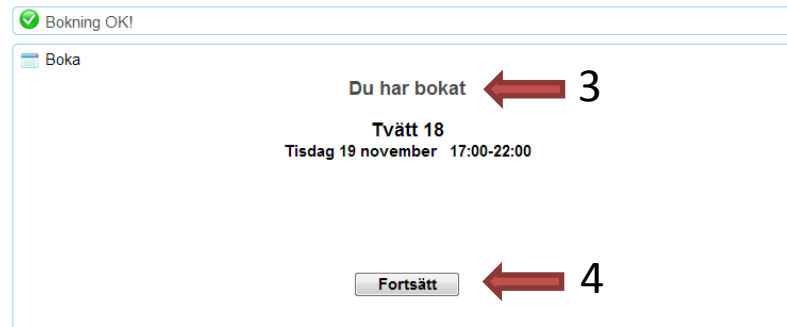 Bokning OK!
Boka
Du har bokat 3
Tvätt 18
Tisdag 19 november 17:00-22:00
Fortsätt 4